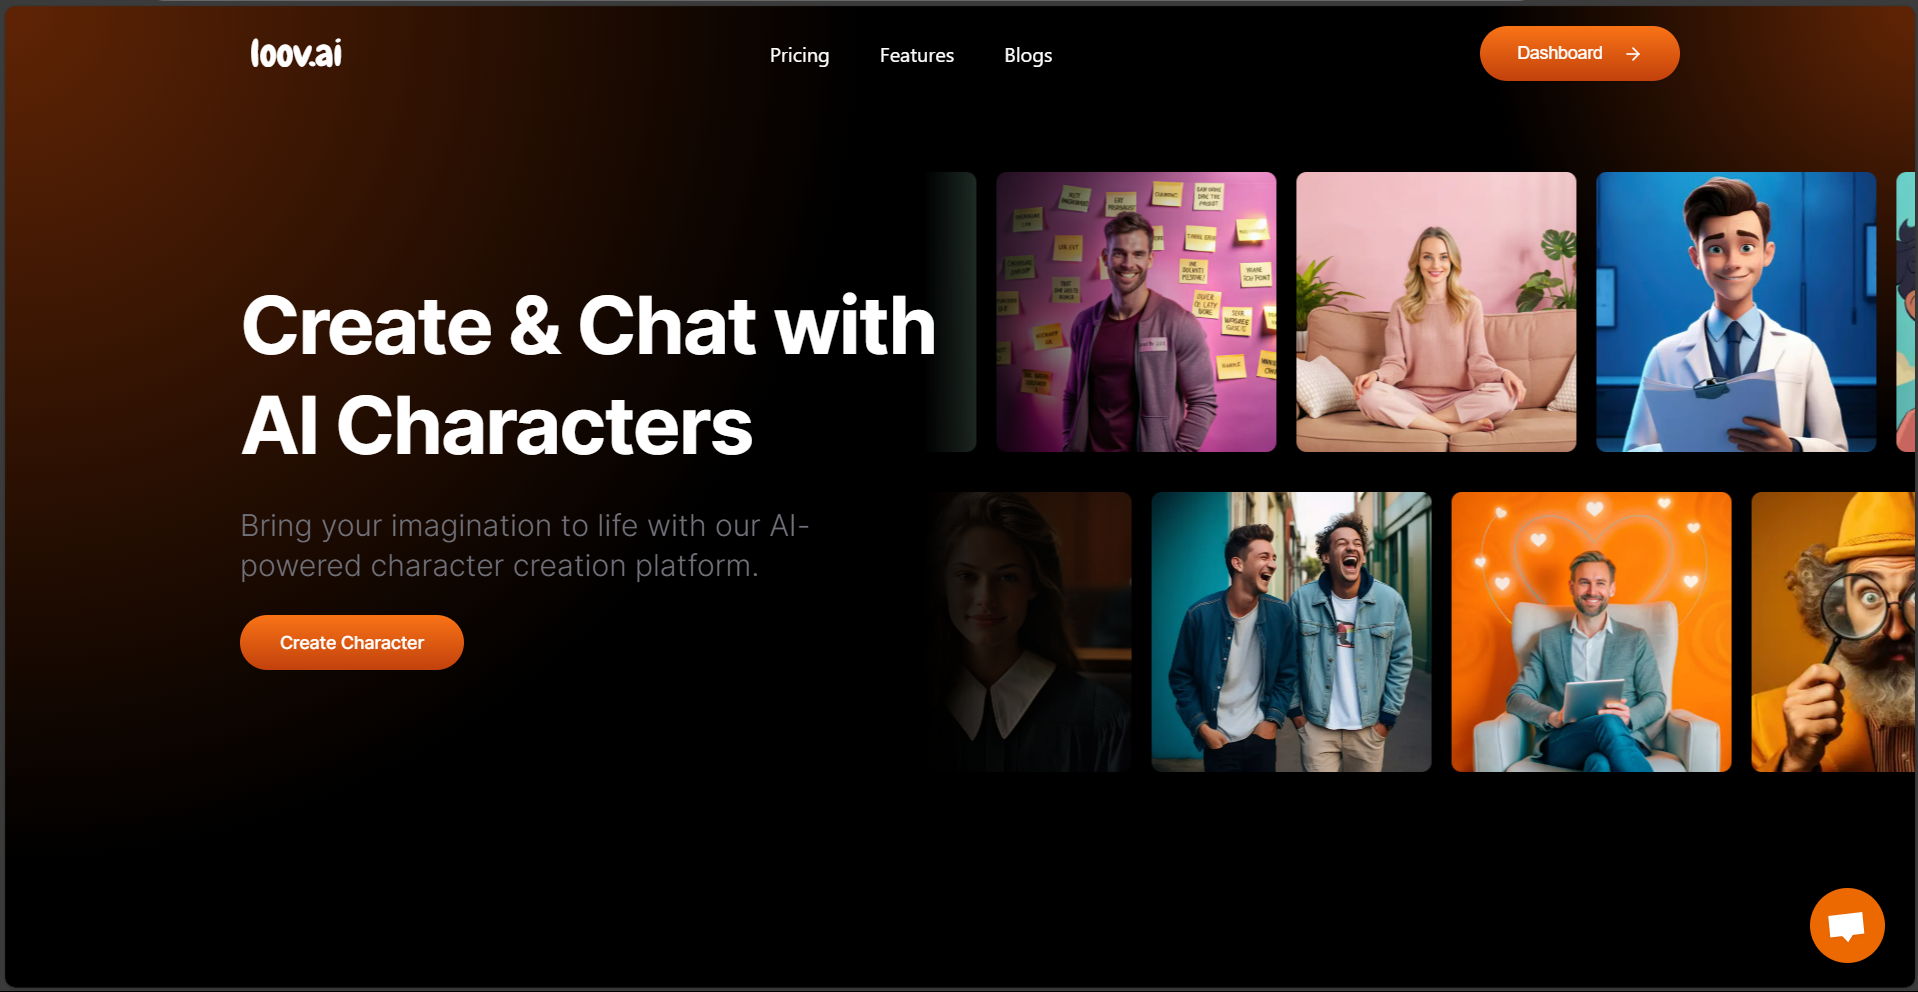 loov.ai
Pricing
Features
Blogs
Dashboard
Create & Chat with
AI Characters
Bring your imagination to life with our AI-
powered character creation platform.
Create Character